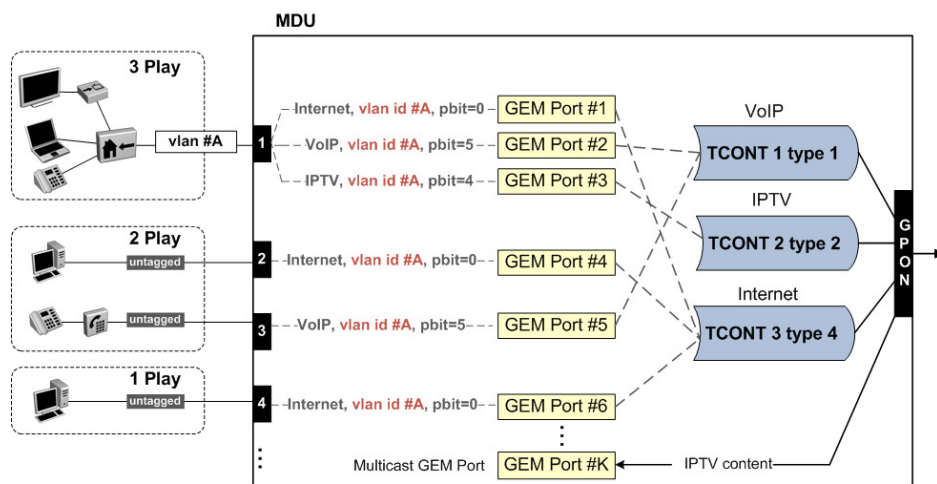 MDU
3 Play
vlan #A
1
Internet, vlan id #A, pbit=0
GEM Port #1
VoIP, vlan id #A, pbit=5
GEM Port #2
IPTV, vlan id #A, pbit=4
GEM Port #3
VoIP
TCONT 1 type 1
IPTV
TCONT 2 type 2
Internet
TCONT 3 type 4
GPON
2 Play
untagged
2
Internet, vlan id #A, pbit=0
GEM Port #4
untagged
3
VoIP, vlan id #A, pbit=5
GEM Port #5
1 Play
untagged
4
Internet, vlan id #A, pbit=0
GEM Port #6
Multicast GEM Port
GEM Port #K
IPTV content